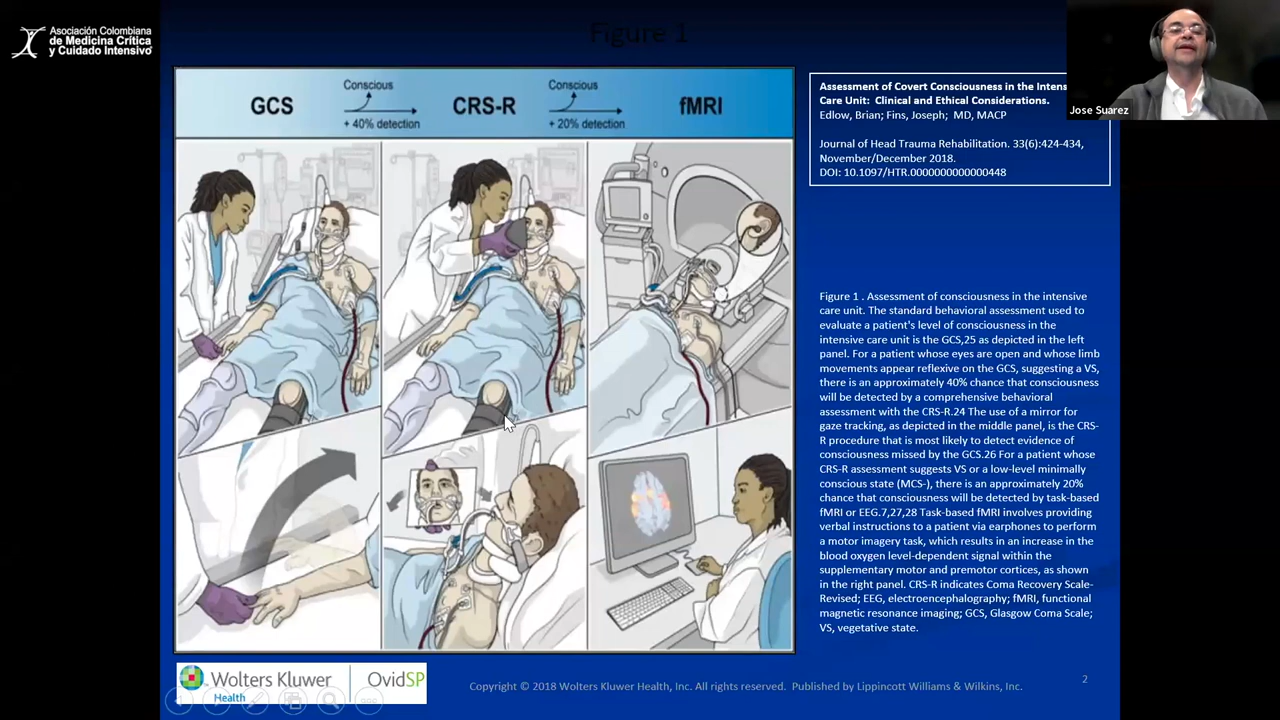 Asociación Colombiana
de Medicina Crítica
y Cuidado Intensivo
Figure 1
GCS
Conscious
+ 40% detection
CRS-R
Conscious
+ 20% detection
fMRI
Assessment of Covert Consciousness in the Intens
Care Unit: Clinical and Ethical Considerations.
Edlow, Brian; Fins, Joseph; MD, MACP
Journal of Head Trauma Rehabilitation. 33(6):424-434,
November/December 2018.
DOI: 10.1097/HTR.0000000000000448
Jose Suarez
Figure 1 . Assessment of consciousness in the intensive
care unit. The standard behavioral assessment used to
evaluate a patient's level of consciousness in the
intensive care unit is the GCS,25 as depicted in the left
panel. For a patient whose eyes are open and whose limb
movements appear reflexive on the GCS, suggesting a VS,
there is an approximately 40% chance that consciousness
will be detected by a comprehensive behavioral
assessment with the CRS-R.24 The use of a mirror for
gaze tracking, as depicted in the middle panel, is the CRS-
R procedure that is most likely to detect evidence of
consciousness missed by the GCS.26 For a patient whose
CRS-R assessment suggests VS or a low-level minimally
conscious state (MCS-), there is an approximately 20%
chance that consciousness will be detected by task-based
fMRI or EEG.7,27,28 Task-based fMRI involves providing
verbal instructions to a patient via earphones to perform
a motor imagery task, which results in an increase in the
blood oxygen level-dependent signal within the
supplementary motor and premotor cortices, as shown
in the right panel. CRS-R indicates Coma Recovery Scale-
Revised; EEG, electroencephalography; fMRI, functional
magnetic resonance imaging; GCS, Glasgow Coma Scale;
VS, vegetative state.
Wolters Kluwer
Health
OvidSP
Copyright © 2018 Wolters Kluwer Health, Inc. All rights reserved. Published by Lippincott Williams & Wilkins, Inc.
2